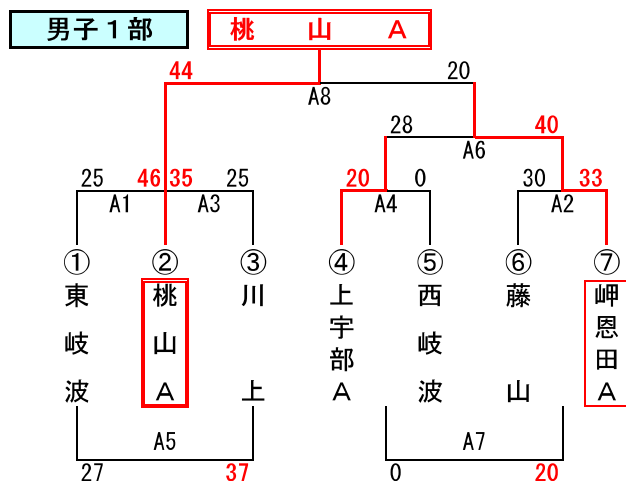 男子1部
桃 山 A
44 20
A8
28 40
A6
25 46 35 25 20 0 30 33
A1 A3 A4 A2
① ② ③ ④ ⑤ ⑥ ⑦
東岐波
桃山A
川上
上宇部A
西岐波
藤山
岬恩田A
A5 A7
27 37 0 20